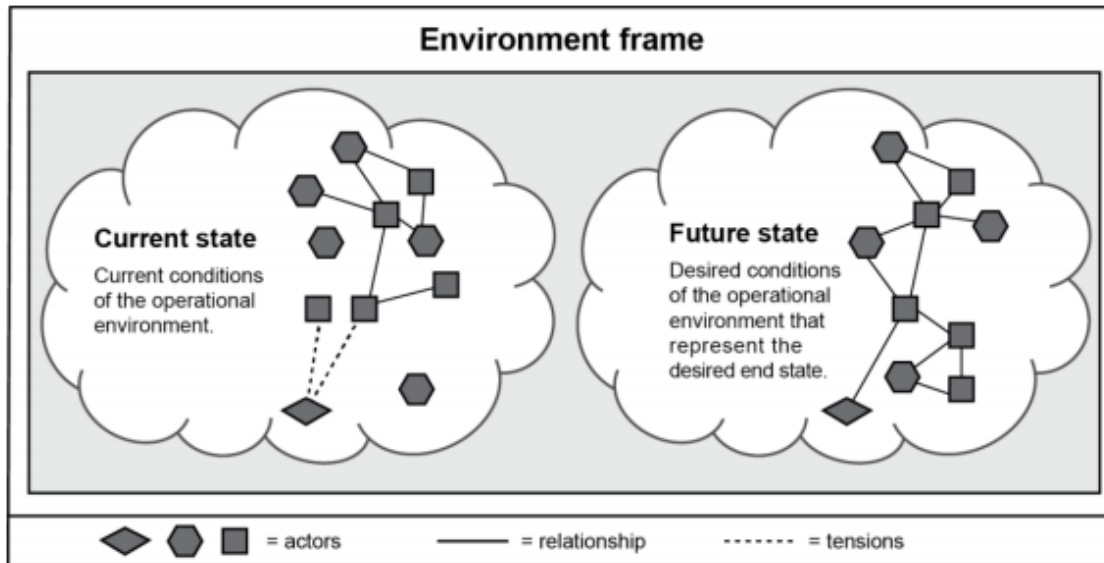 Environment frame
Current state
Current conditions
of the operational
environment.
Future state
Desired conditions
of the operational
environment that
represent the
desired end state.
= actors
= relationship
= tensions